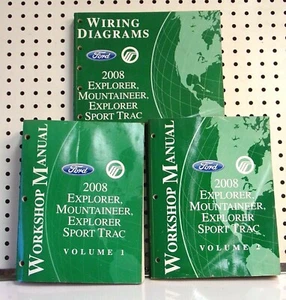 WIRING
DIAGRAMS
Ford
2008
EXPLORER,
MOUNTAINEER,
EXPLORER
SPORT TRAC
WORKSHOP MANUAL
Ford
2008
EXPLORER,
MOUNTAINEER,
EXPLORER
SPORT TRAC
VOLUME 1
WORKSHOP MANUAL
Ford
2008
EXPLORER,
MOUNTAINEER,
EXPLORER
SPORT TRAC
VOLUME 2